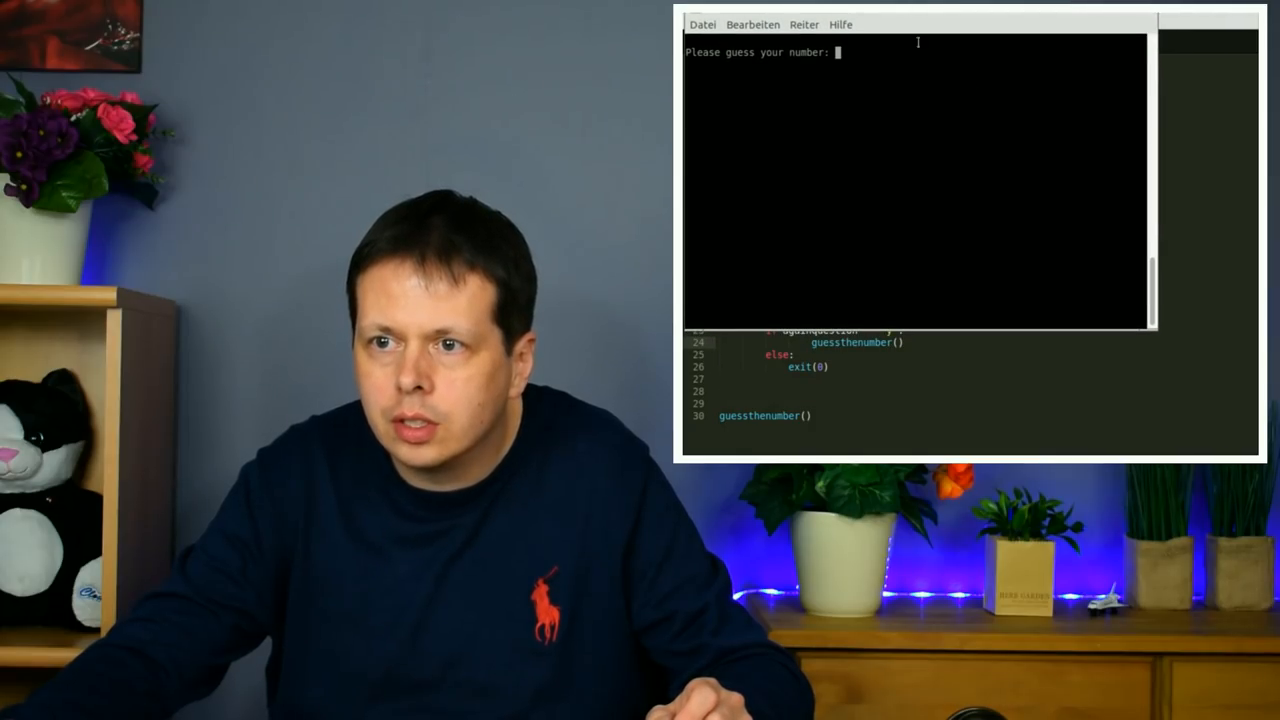 Datei Bearbeiten Reiter Hilfe
Please guess your number:
24 guessthenumber()
25 else:
26 exit(0)
27
28
29
30 guessthenumber()
HERB GARDEN